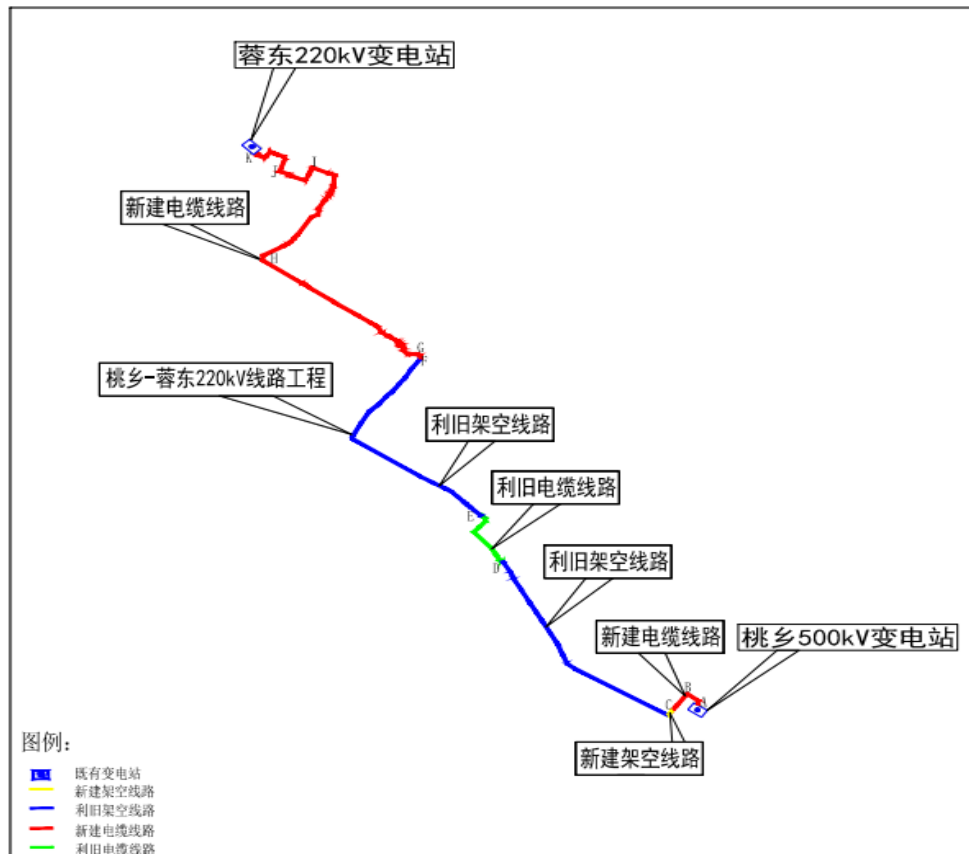 蓉东220kV变电站
K
J
I
新建电缆线路
H
G
F
桃乡-蓉东220kV线路工程
利旧架空线路
利旧电缆线路
E
利旧架空线路
D
新建电缆线路
桃乡500kV变电站
B
A
C
新建架空线路
图例:
既有变电站
新建架空线路
利旧架空线路
新建电缆线路
利旧电缆线路